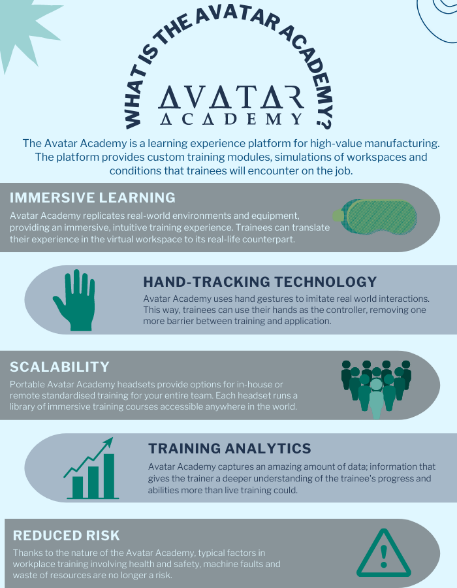 WHAT IS THE AVATAR ACADEMY?
AVATAR
ACADEMY
The Avatar Academy is a learning experience platform for high-value manufacturing.
The platform provides custom training modules, simulations of workspaces and
conditions that trainees will encounter on the job.
IMMERSIVE LEARNING
Avatar Academy replicates real-world environments and equipment,
providing an immersive, intuitive training experience. Trainees can translate
their experience in the virtual workspace to its real-life counterpart.
HAND-TRACKING TECHNOLOGY
Avatar Academy uses hand gestures to imitate real world interactions.
This way, trainees can use their hands as the controller, removing one
more barrier between training and application.
SCALABILITY
Portable Avatar Academy headsets provide options for in-house or
remote standardised training for your entire team. Each headset runs a
library of immersive training courses accessible anywhere in the world.
TRAINING ANALYTICS
Avatar Academy captures an amazing amount of data; information that
gives the trainer a deeper understanding of the trainee's progress and
abilities more than live training could.
REDUCED RISK
Thanks to the nature of the Avatar Academy, typical factors in
workplace training involving health and safety, machine faults and
waste of resources are no longer a risk.